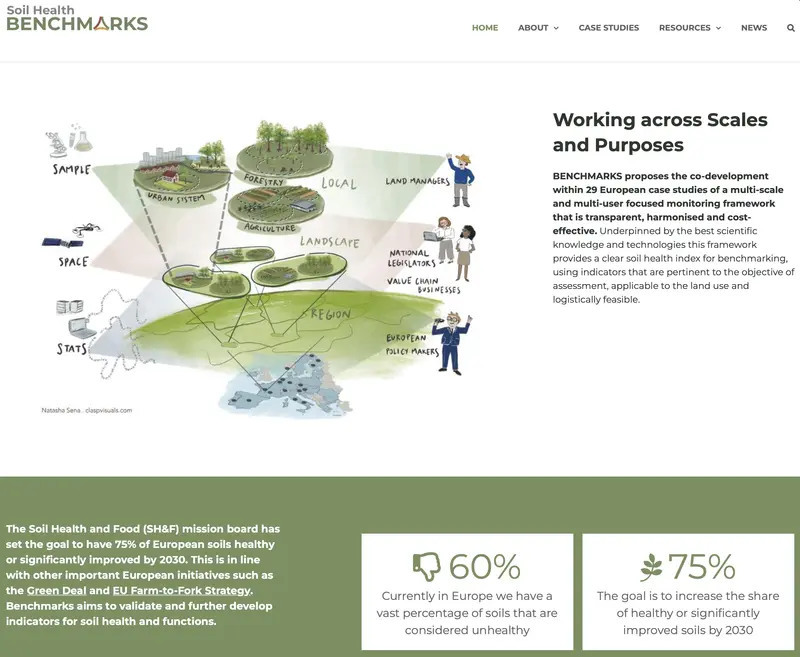 Soil Health
BENCHMARKS
HOME
ABOUT
CASE STUDIES
RESOURCES
NEWS
SAMPLE
URBAN SYSTEM
FORESTRY
LOCAL
LAND MANAGERS
AGRICULTURE
LANDSCAPE
SPACE
NATIONAL
LEGISLATORS
VALUE CHAIN
BUSINESSES
REGION
STATS
EUROPEAN
POLICY MAKERS
Natasha Sena . claspvisuals.com
Working across Scales
and Purposes
BENCHMARKS proposes the co-development
within 29 European case studies of a multi-scale
and multi-user focused monitoring framework
that is transparent, harmonised and cost-
effective. Underpinned by the best scientific
knowledge and technologies this framework
provides a clear soil health index for benchmarking,
using indicators that are pertinent to the objective of
assessment, applicable to the land use and
logistically feasible.
The Soil Health and Food (SH&F) mission board has
set the goal to have 75% of European soils healthy
or significantly improved by 2030. This is in line
with other important European initiatives such as
the Green Deal and EU Farm-to-Fork Strategy.
Benchmarks aims to validate and further develop
indicators for soil health and functions.
60%
Currently in Europe we have a
vast percentage of soils that are
considered unhealthy
75%
The goal is to increase the share
of healthy or significantly
improved soils by 2030